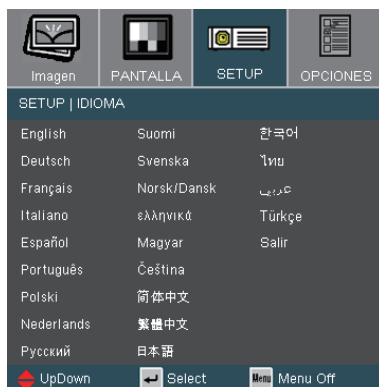 Imagen PANTALLA SETUP OPCIONES
SETUP | IDIOMA
English Suomi 한국어
Deutsch Svenska ไทย
Français Norsk/Dansk عربي
Italiano ελληνικά Türkçe
Español Magyar Salir
Português Čeština
Polski 简体中文
Nederlands 繁體中文
Русский 日本語
UpDown Select Menu Menu Off